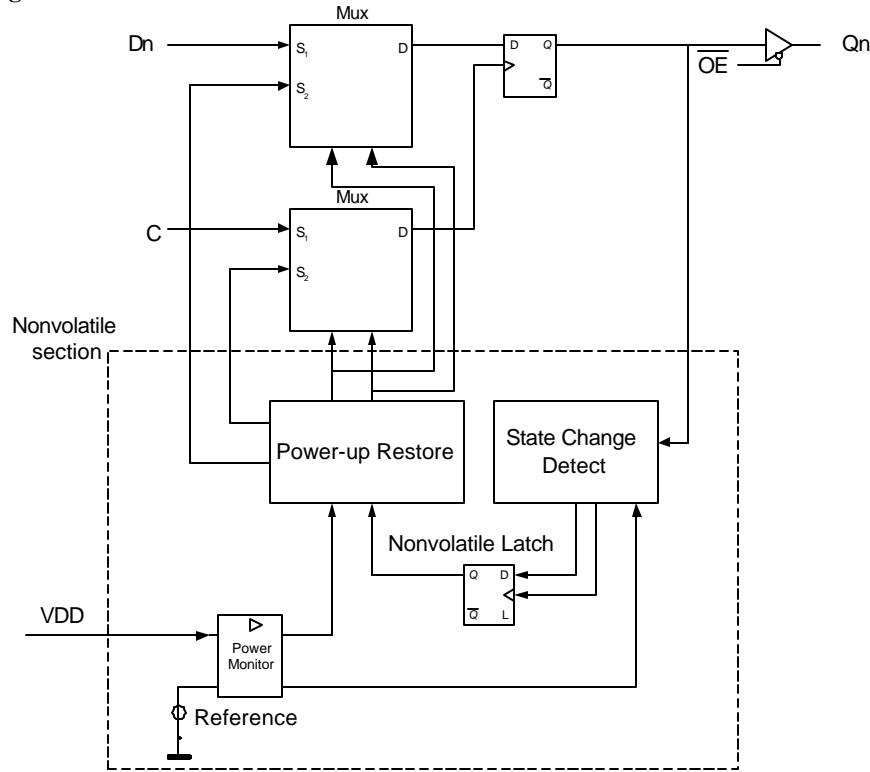 g
Mux
Dn
S1
D
S2
D
Q
Q
OE
Qn
Mux
C
S1
D
S2
Nonvolatile
section
Power-up Restore
State Change
Detect
Nonvolatile Latch
Q
D
Q
L
VDD
Power
Monitor
Reference